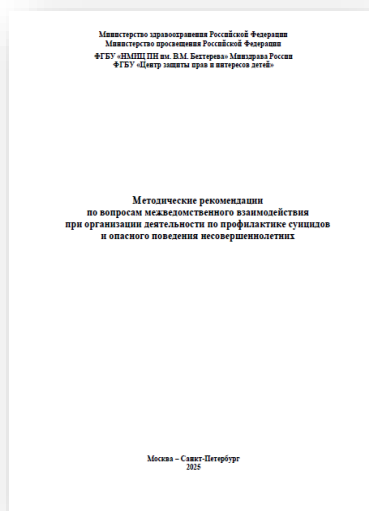 Министерство здравоохранения Российской Федерации
Министерство просвещения Российской Федерации
ФГБУ «НМИЦ ПН им. В.М. Бехтерева» Минздрава России
ФГБУ «Центр защиты прав и интересов детей»
Методические рекомендации
по вопросам межведомственного взаимодействия
при организации деятельности по профилактике суицидов
и опасного поведения несовершеннолетних
Москва – Санкт-Петербург
2025